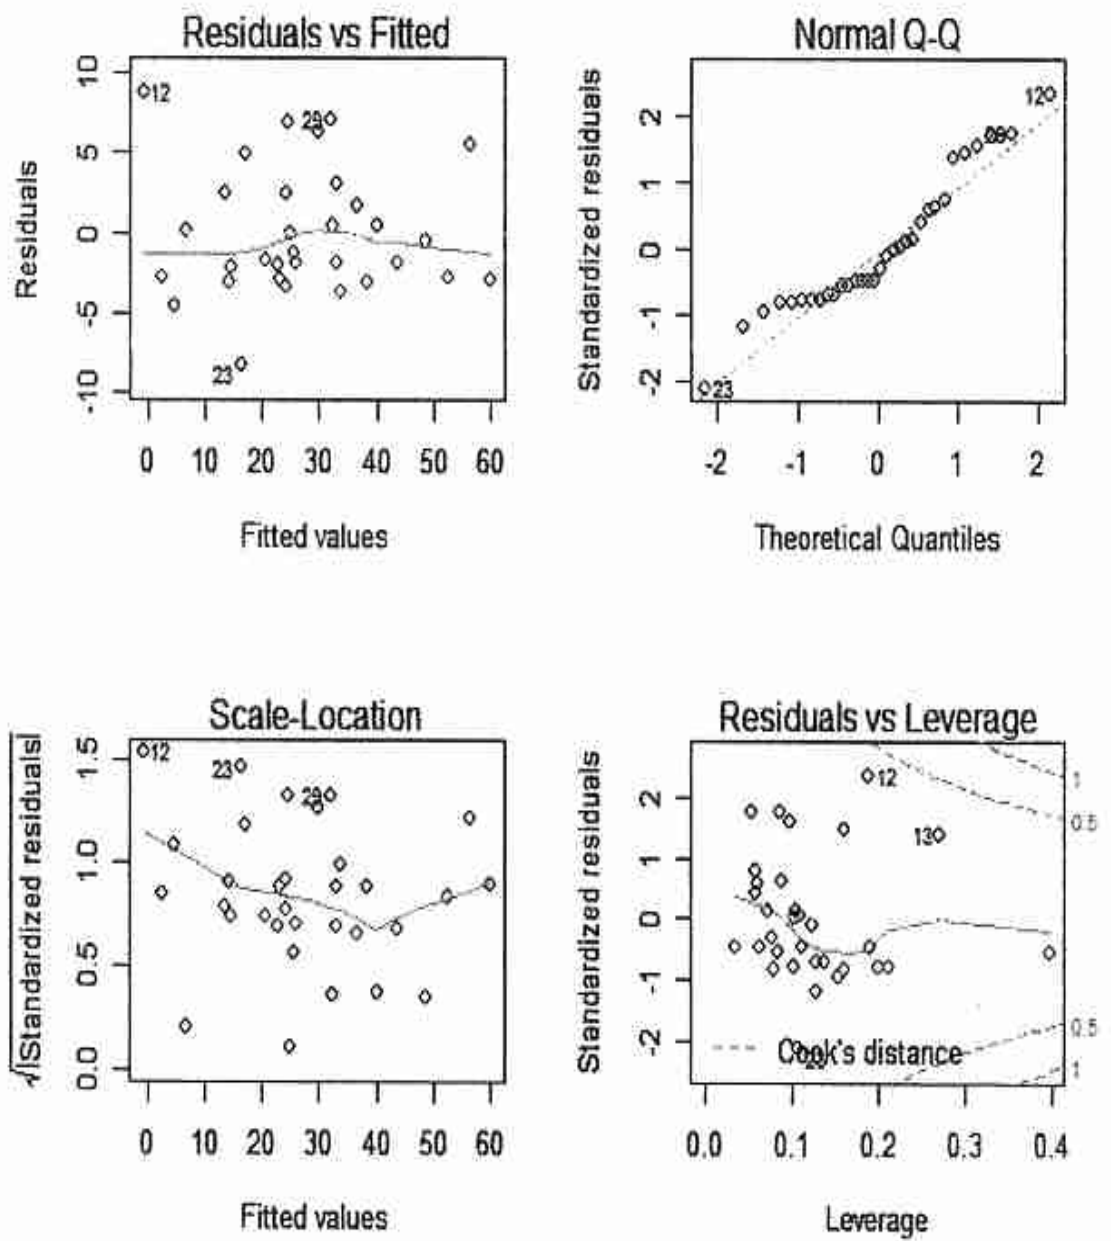 Residuals vs Fitted
Residuals
10
5
0
-5
-10
12
29
23
0 10 20 30 40 50 60
Fitted values
Normal Q-Q
Standardized residuals
2
1
0
-1
-2
12
23
-2 -1 0 1 2
Theoretical Quantiles
Scale-Location
√|Standardized residuals|
1.5
1.0
0.5
0.0
12
23
29
0 10 20 30 40 50 60
Fitted values
Residuals vs Leverage
Standardized residuals
2
1
0
-1
-2
12
13
1
0.5
0.5
1
Cook's distance
0.0 0.1 0.2 0.3 0.4
Leverage